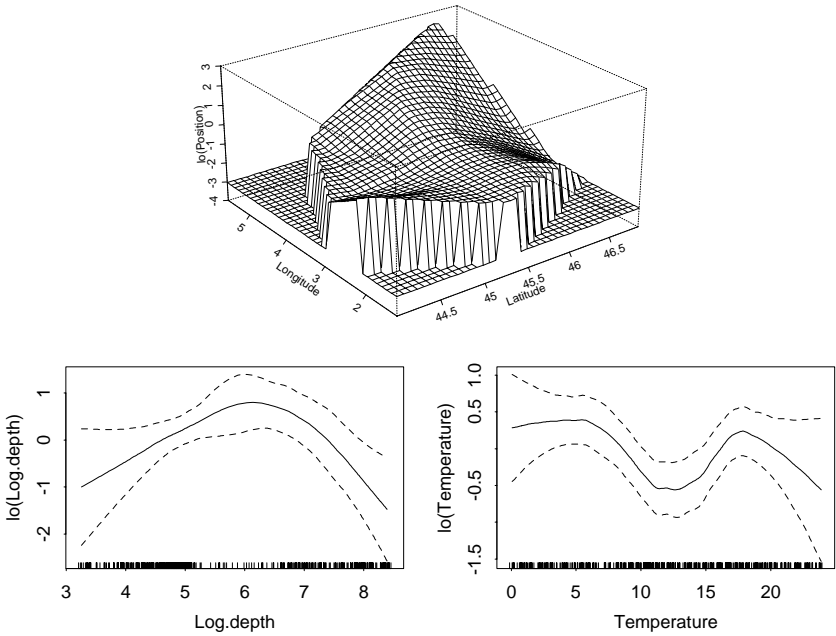 3
2
1
0
-1
-2
-3
-4
lo(Position)
5
4
3
2
Longitude
44.5
45
45.5
46
46.5
Latitude
1
0
-1
-2
lo(Log.depth)
3 4 5 6 7 8
Log.depth
1.0
0.5
-0.5
-1.5
lo(Temperature)
0 5 10 15 20
Temperature